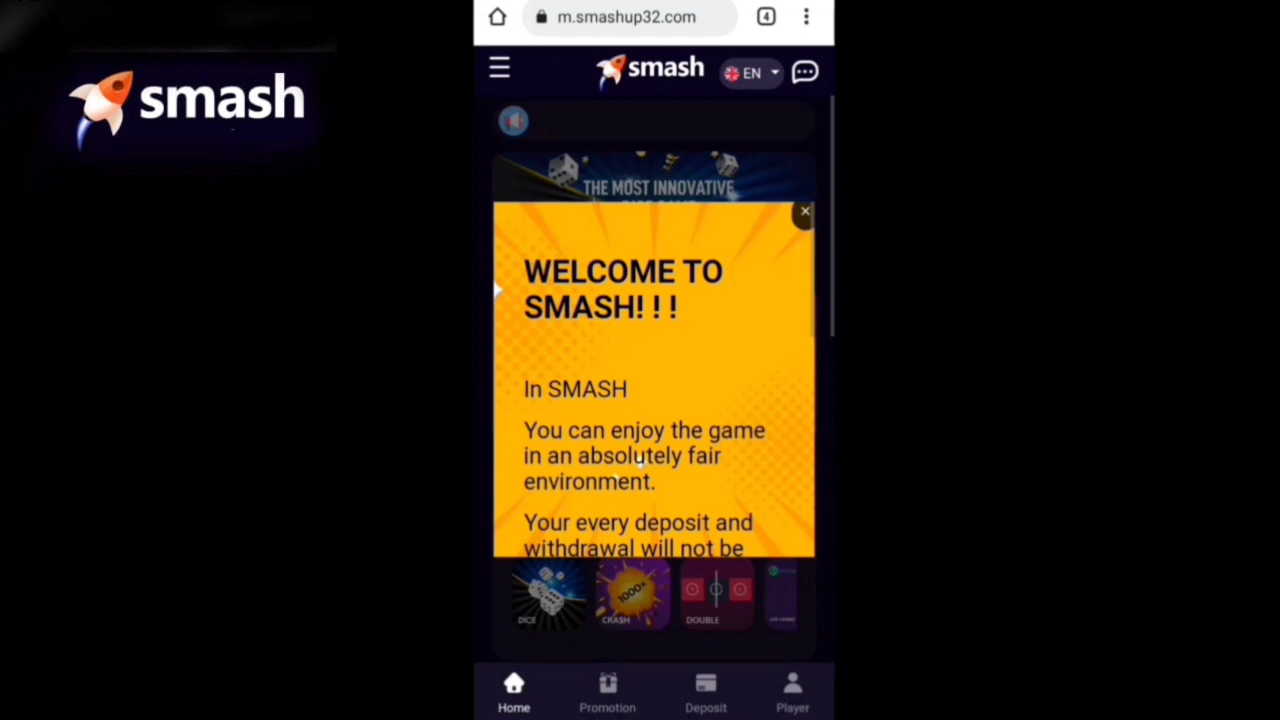 smash
m.smashup32.com
4
smash
EN
THE MOST INNOVATIVE
WELCOME TO
SMASH! ! !
In SMASH
You can enjoy the game
in an absolutely fair
environment.
Your every deposit and
withdrawal will not be
1000×
DICE
CRASH
DOUBLE
Home
Promotion
Deposit
Player